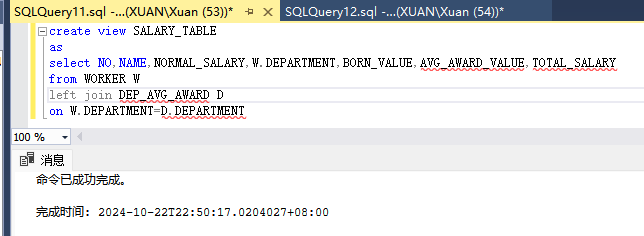 SQLQuery11.sql -...(XUAN\Xuan (53))* SQLQuery12.sql -...(XUAN\Xuan (54))*
create view SALARY_TABLE
as
select NO,NAME,NORMAL_SALARY,W.DEPARTMENT,BORN_VALUE,AVG_AWARD_VALUE,TOTAL_SALARY
from WORKER W
left join DEP_AVG_AWARD D
on W.DEPARTMENT=D.DEPARTMENT
100 %
消息
命令已成功完成。
完成时间: 2024-10-22T22:50:17.0204027+08:00